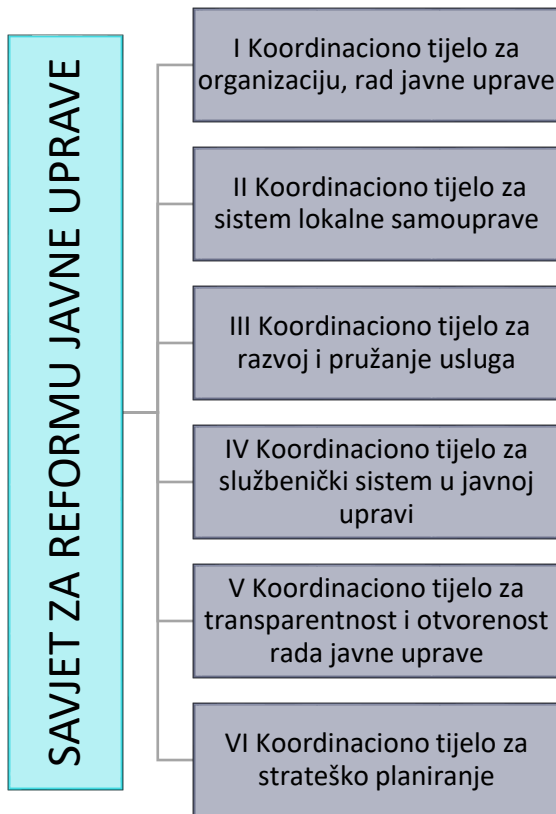 SAVJET ZA REFORMU JAVNE UPRAVE
I Koordinaciono tijelo za
organizaciju, rad javne uprave
II Koordinaciono tijelo za
sistem lokalne samouprave
III Koordinaciono tijelo za
razvoj i pružanje usluga
IV Koordinaciono tijelo za
službenički sistem u javnoj
upravi
V Koordinaciono tijelo za
transparentnost i otvorenost
rada javne uprave
VI Koordinaciono tijelo za
strateško planiranje